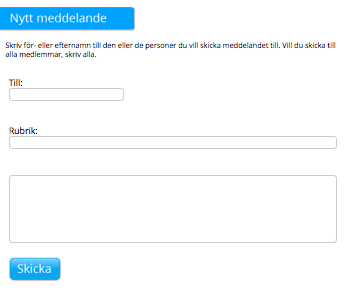 Nytt meddelande
Skriv för- eller efternamn till den eller de personer du vill skicka meddelandet till. Vill du skicka till
alla medlemmar, skriv alla.
Till:
Rubrik:
Skicka